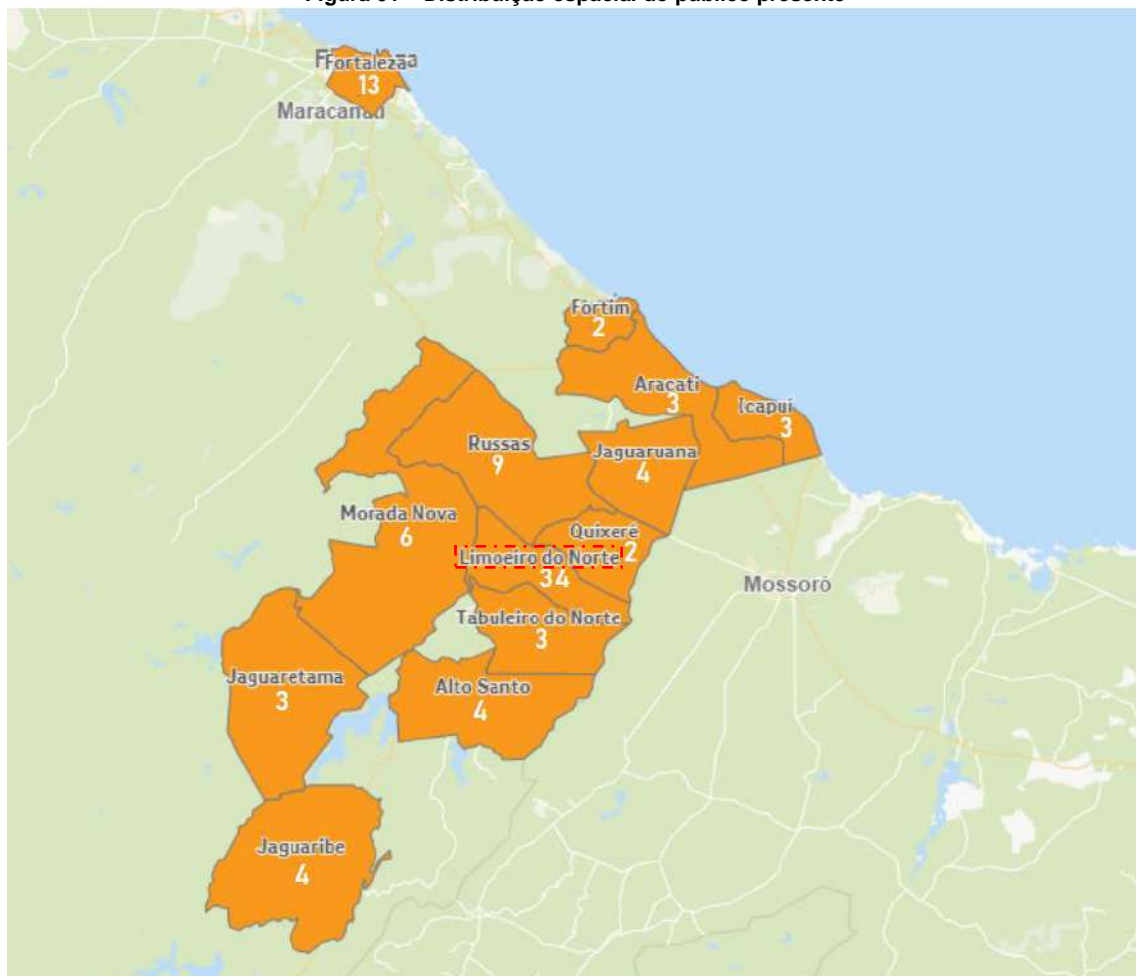 Figura 01 – Distribuição espacial do público presente
Fortaleza
13
Maracanaú
Fortim
2
Aracati
3
Icapuí
3
Russas
9
Jaguaruana
4
Morada Nova
6
Quixeré
2
Limoeiro do Norte
34
Mossoró
Tabuleiro do Norte
3
Jaguaretama
3
Alto Santo
4
Jaguaribe
4